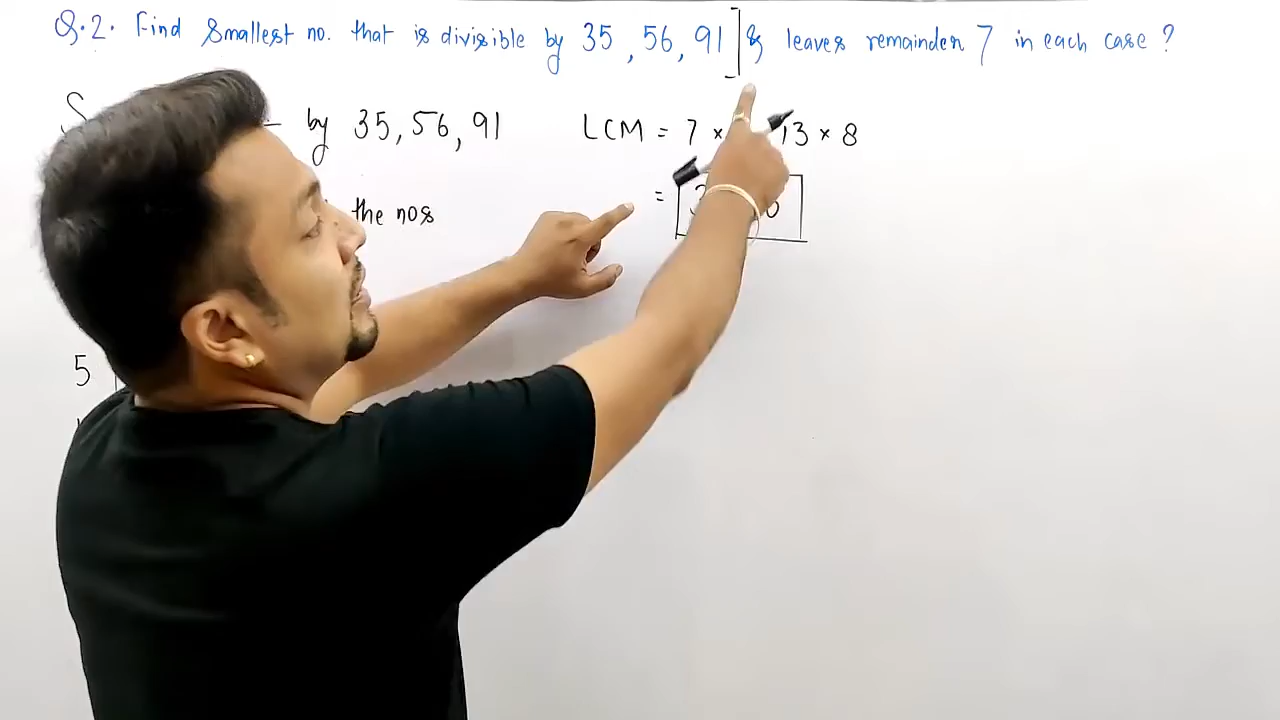 Q.2. Find smallest no. that is divisible by 35, 56, 91] & leaves remainder 7 in each case ?
by 35, 56, 91
LCM = 7 × 13 × 8
the nos
=
5